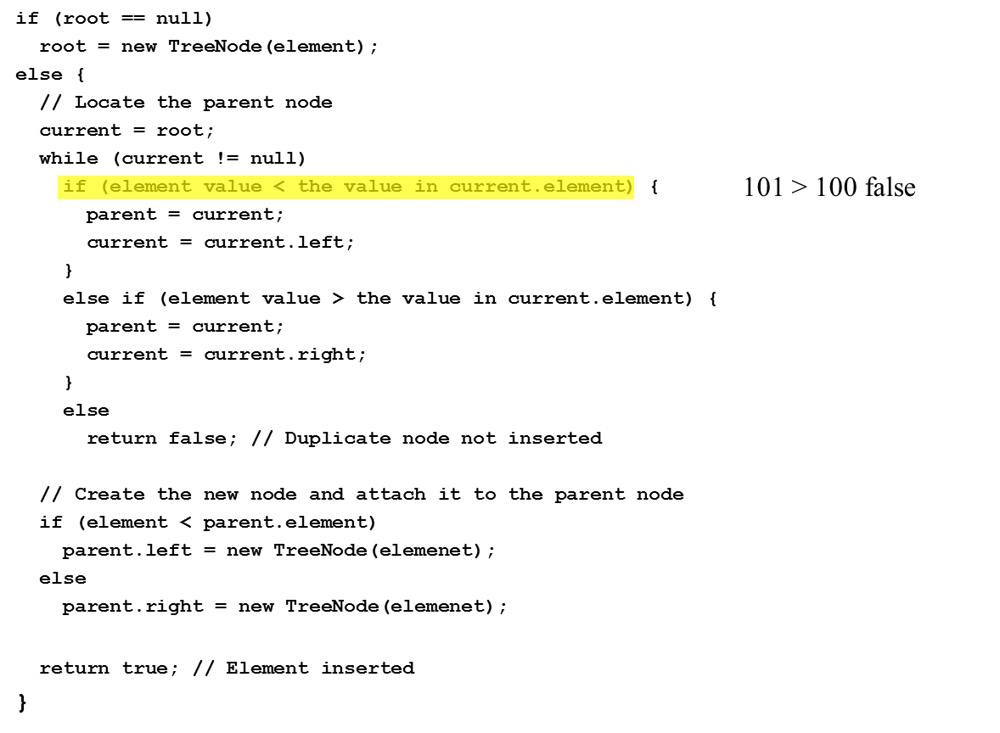 if (root == null)
  root = new TreeNode(element);
else {
  // Locate the parent node
  current = root;
  while (current != null)
    if (element value < the value in current.element) { 101 > 100 false
      parent = current;
      current = current.left;
    }
    else if (element value > the value in current.element) {
      parent = current;
      current = current.right;
    }
    else
      return false; // Duplicate node not inserted

  // Create the new node and attach it to the parent node
  if (element < parent.element)
    parent.left = new TreeNode(elemenet);
  else
    parent.right = new TreeNode(elemenet);

  return true; // Element inserted
}